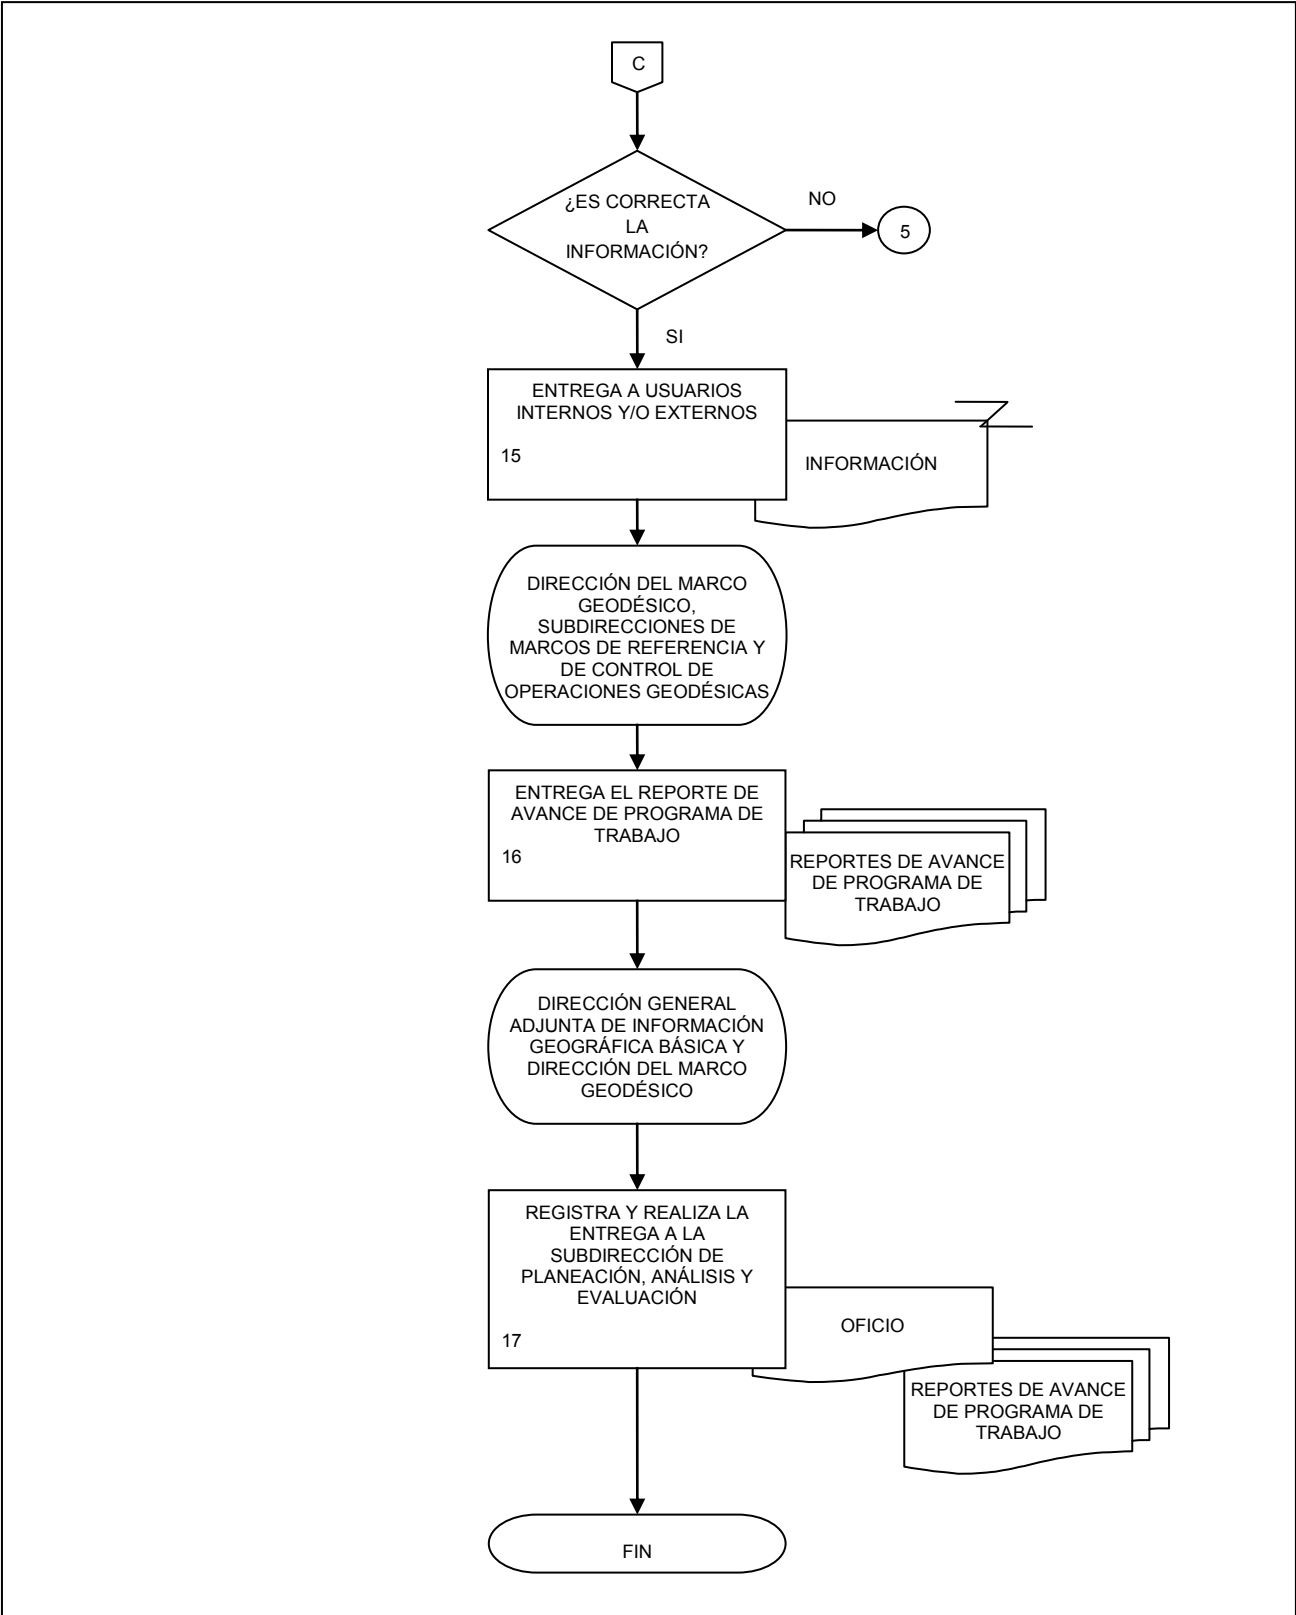 C
¿ES CORRECTA
LA
INFORMACIÓN?
NO
5
SI
ENTREGA A USUARIOS
INTERNOS Y/O EXTERNOS
15
INFORMACIÓN
DIRECCIÓN DEL MARCO
GEODÉSICO,
SUBDIRECCIONES DE
MARCOS DE REFERENCIA Y
DE CONTROL DE
OPERACIONES GEODÉSICAS
ENTREGA EL REPORTE DE
AVANCE DE PROGRAMA DE
TRABAJO
16
REPORTES DE AVANCE
DE PROGRAMA DE
TRABAJO
DIRECCIÓN GENERAL
ADJUNTA DE INFORMACIÓN
GEOGRÁFICA BÁSICA Y
DIRECCIÓN DEL MARCO
GEODÉSICO
REGISTRA Y REALIZA LA
ENTREGA A LA
SUBDIRECCIÓN DE
PLANEACIÓN, ANÁLISIS Y
EVALUACIÓN
17
OFICIO
REPORTES DE AVANCE
DE PROGRAMA DE
TRABAJO
FIN